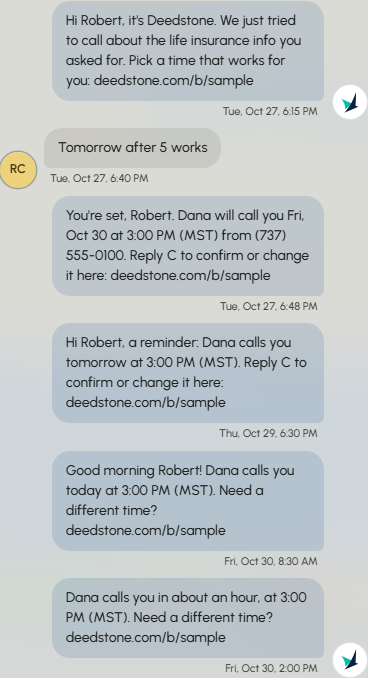 Hi Robert, it's Deedstone. We just tried
to call about the life insurance info you
asked for. Pick a time that works for
you: deedstone.com/b/sample
Tue, Oct 27, 6:15 PM
RC
Tomorrow after 5 works
Tue, Oct 27, 6:40 PM
You're set, Robert. Dana will call you Fri,
Oct 30 at 3:00 PM (MST) from (737)
555-0100. Reply C to confirm or change
it here: deedstone.com/b/sample
Tue, Oct 27, 6:48 PM
Hi Robert, a reminder: Dana calls you
tomorrow at 3:00 PM (MST). Reply C to
confirm or change it here:
deedstone.com/b/sample
Thu, Oct 29, 6:30 PM
Good morning Robert! Dana calls you
today at 3:00 PM (MST). Need a
different time?
deedstone.com/b/sample
Fri, Oct 30, 8:30 AM
Dana calls you in about an hour, at 3:00
PM (MST). Need a different time?
deedstone.com/b/sample
Fri, Oct 30, 2:00 PM